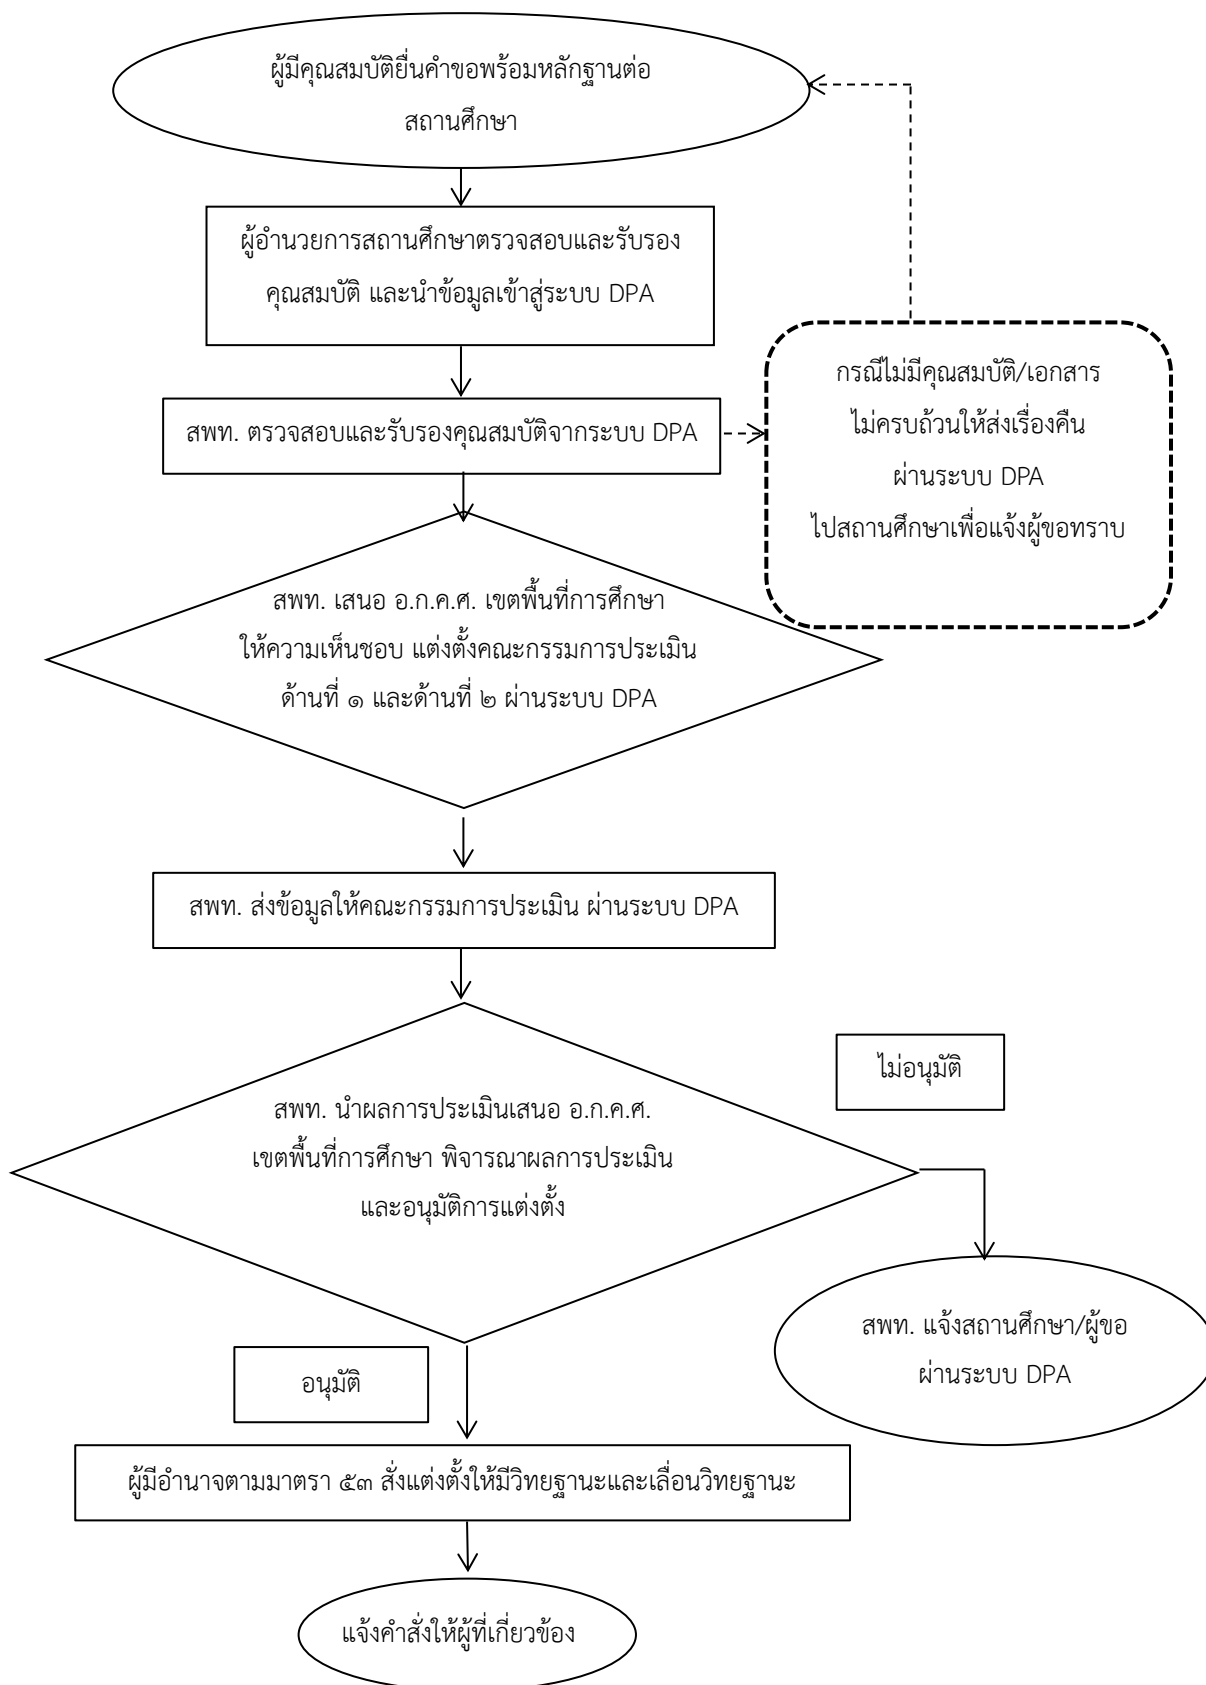 ผู้มีคุณสมบัติยื่นคำขอพร้อมหลักฐานต่อ
สถานศึกษา
ผู้อำนวยการสถานศึกษาตรวจสอบและรับรอง
คุณสมบัติ และนำข้อมูลเข้าสู่ระบบ DPA
กรณีไม่มีคุณสมบัติ/เอกสาร
ไม่ครบถ้วนให้ส่งเรื่องคืน
ผ่านระบบ DPA
ไปสถานศึกษาเพื่อแจ้งผู้ขอทราบ
สพท. ตรวจสอบและรับรองคุณสมบัติจากระบบ DPA
สพท. เสนอ อ.ก.ค.ศ. เขตพื้นที่การศึกษา
ให้ความเห็นชอบ แต่งตั้งคณะกรรมการประเมิน
ด้านที่ ๑ และด้านที่ ๒ ผ่านระบบ DPA
สพท. ส่งข้อมูลให้คณะกรรมการประเมิน ผ่านระบบ DPA
ไม่อนุมัติ
สพท. นำผลการประเมินเสนอ อ.ก.ค.ศ.
เขตพื้นที่การศึกษา พิจารณาผลการประเมิน
และอนุมัติการแต่งตั้ง
สพท. แจ้งสถานศึกษา/ผู้ขอ
ผ่านระบบ DPA
อนุมัติ
ผู้มีอำนาจตามมาตรา ๕๓ สั่งแต่งตั้งให้มีวิทยฐานะและเลื่อนวิทยฐานะ
แจ้งคำสั่งให้ผู้ที่เกี่ยวข้อง